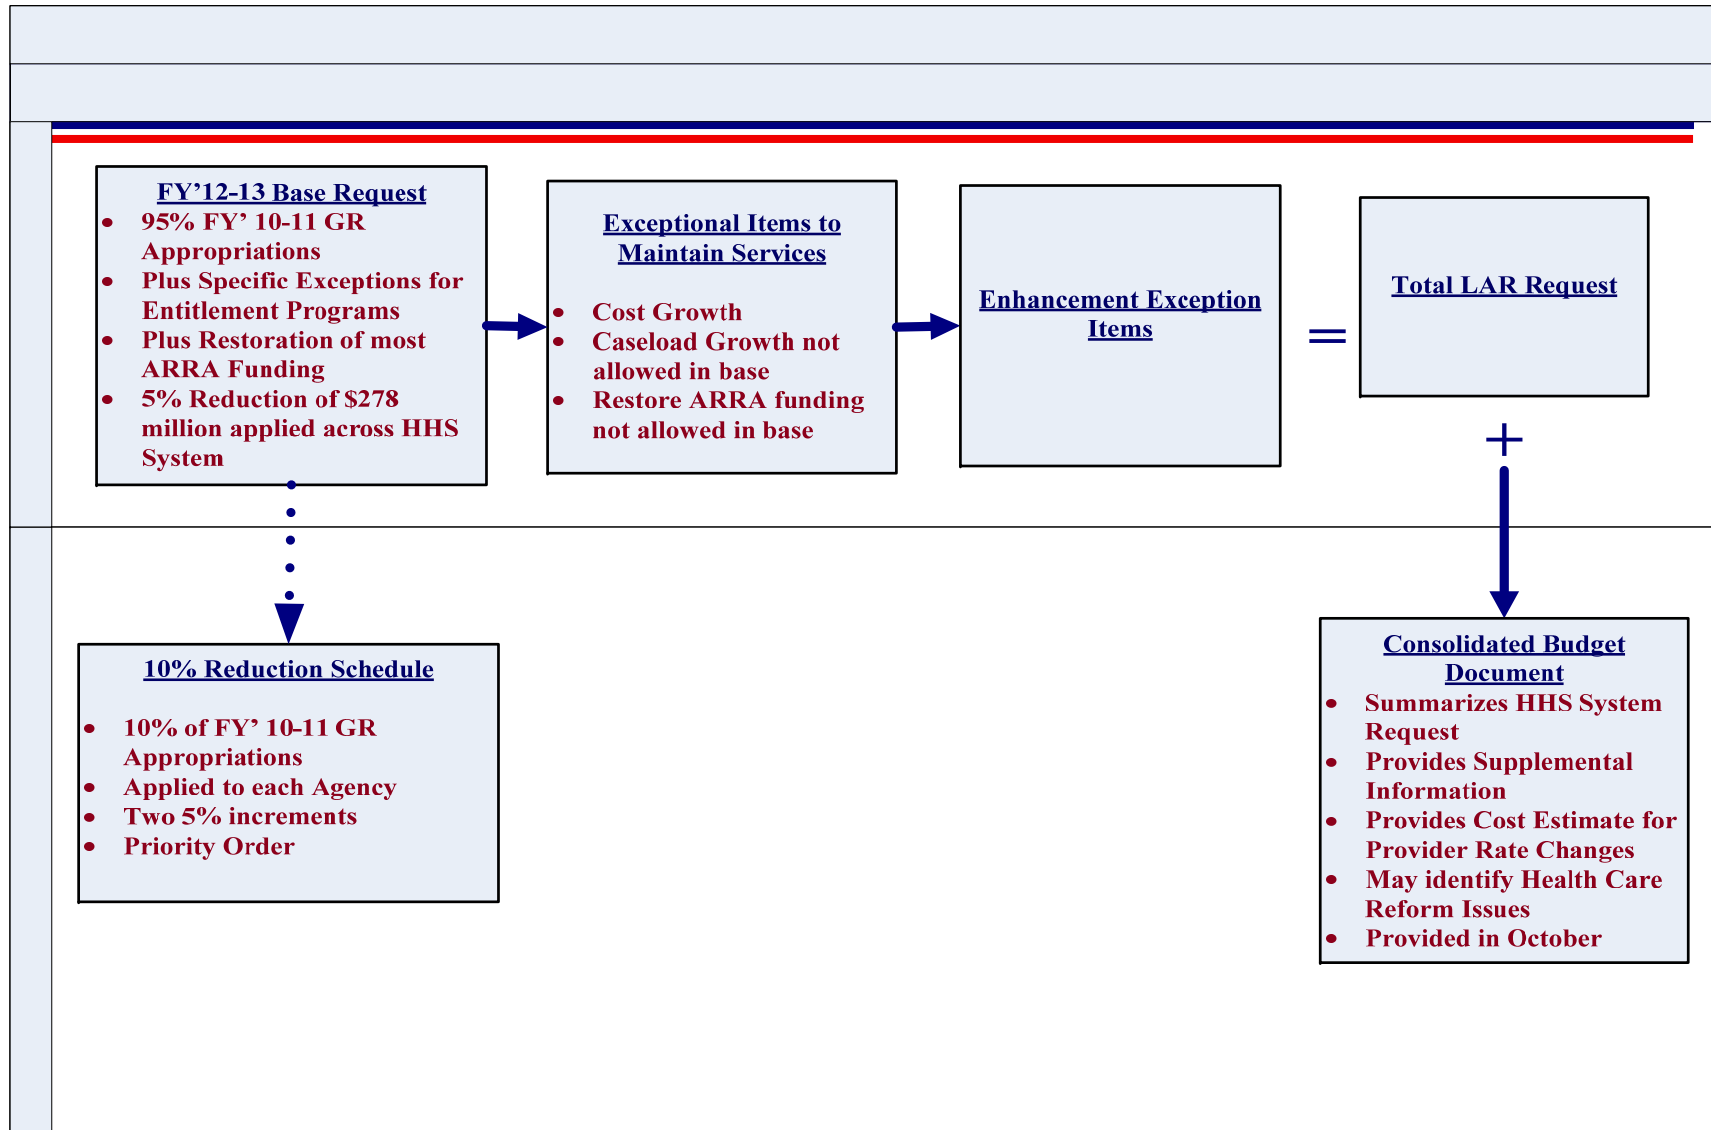 FY’12-13 Base Request
• 95% FY’ 10-11 GR
Appropriations
• Plus Specific Exceptions for
Entitlement Programs
• Plus Restoration of most
ARRA Funding
• 5% Reduction of $278
million applied across HHS
System
Exceptional Items to
Maintain Services
• Cost Growth
• Caseload Growth not
allowed in base
• Restore ARRA funding
not allowed in base
Enhancement Exception
Items
=
Total LAR Request
+
10% Reduction Schedule
• 10% of FY’ 10-11 GR
Appropriations
• Applied to each Agency
• Two 5% increments
• Priority Order
Consolidated Budget
Document
• Summarizes HHS System
Request
• Provides Supplemental
Information
• Provides Cost Estimate for
Provider Rate Changes
• May identify Health Care
Reform Issues
• Provided in October